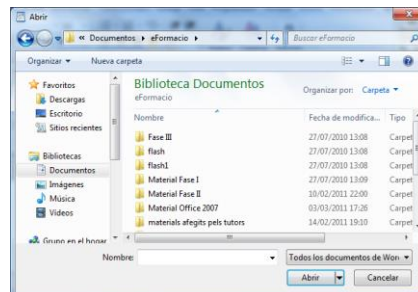 Abrir
« Documentos ▸ eFormacio ▸
Buscar eFormacio
Organizar
Nueva carpeta
Favoritos
Descargas
Escritorio
Sitios recientes
Bibliotecas
Documentos
Imágenes
Música
Vídeos
Grupo en el hogar
Biblioteca Documentos
eFormacio
Organizar por: Carpeta
Nombre Fecha de modifica... Tipo
Fase III 27/07/2010 13:08 Carpet
flash 27/07/2010 13:08 Carpet
flash1 27/07/2010 13:08 Carpet
Material Fase I 27/07/2010 13:09 Carpet
Material Fase II 10/02/2011 22:00 Carpet
Material Office 2007 03/03/2011 17:26 Carpet
materials afegits pels tutors 14/02/2011 19:10 Carpet
Nombre:
Todos los documentos de Wor
Abrir
Cancelar